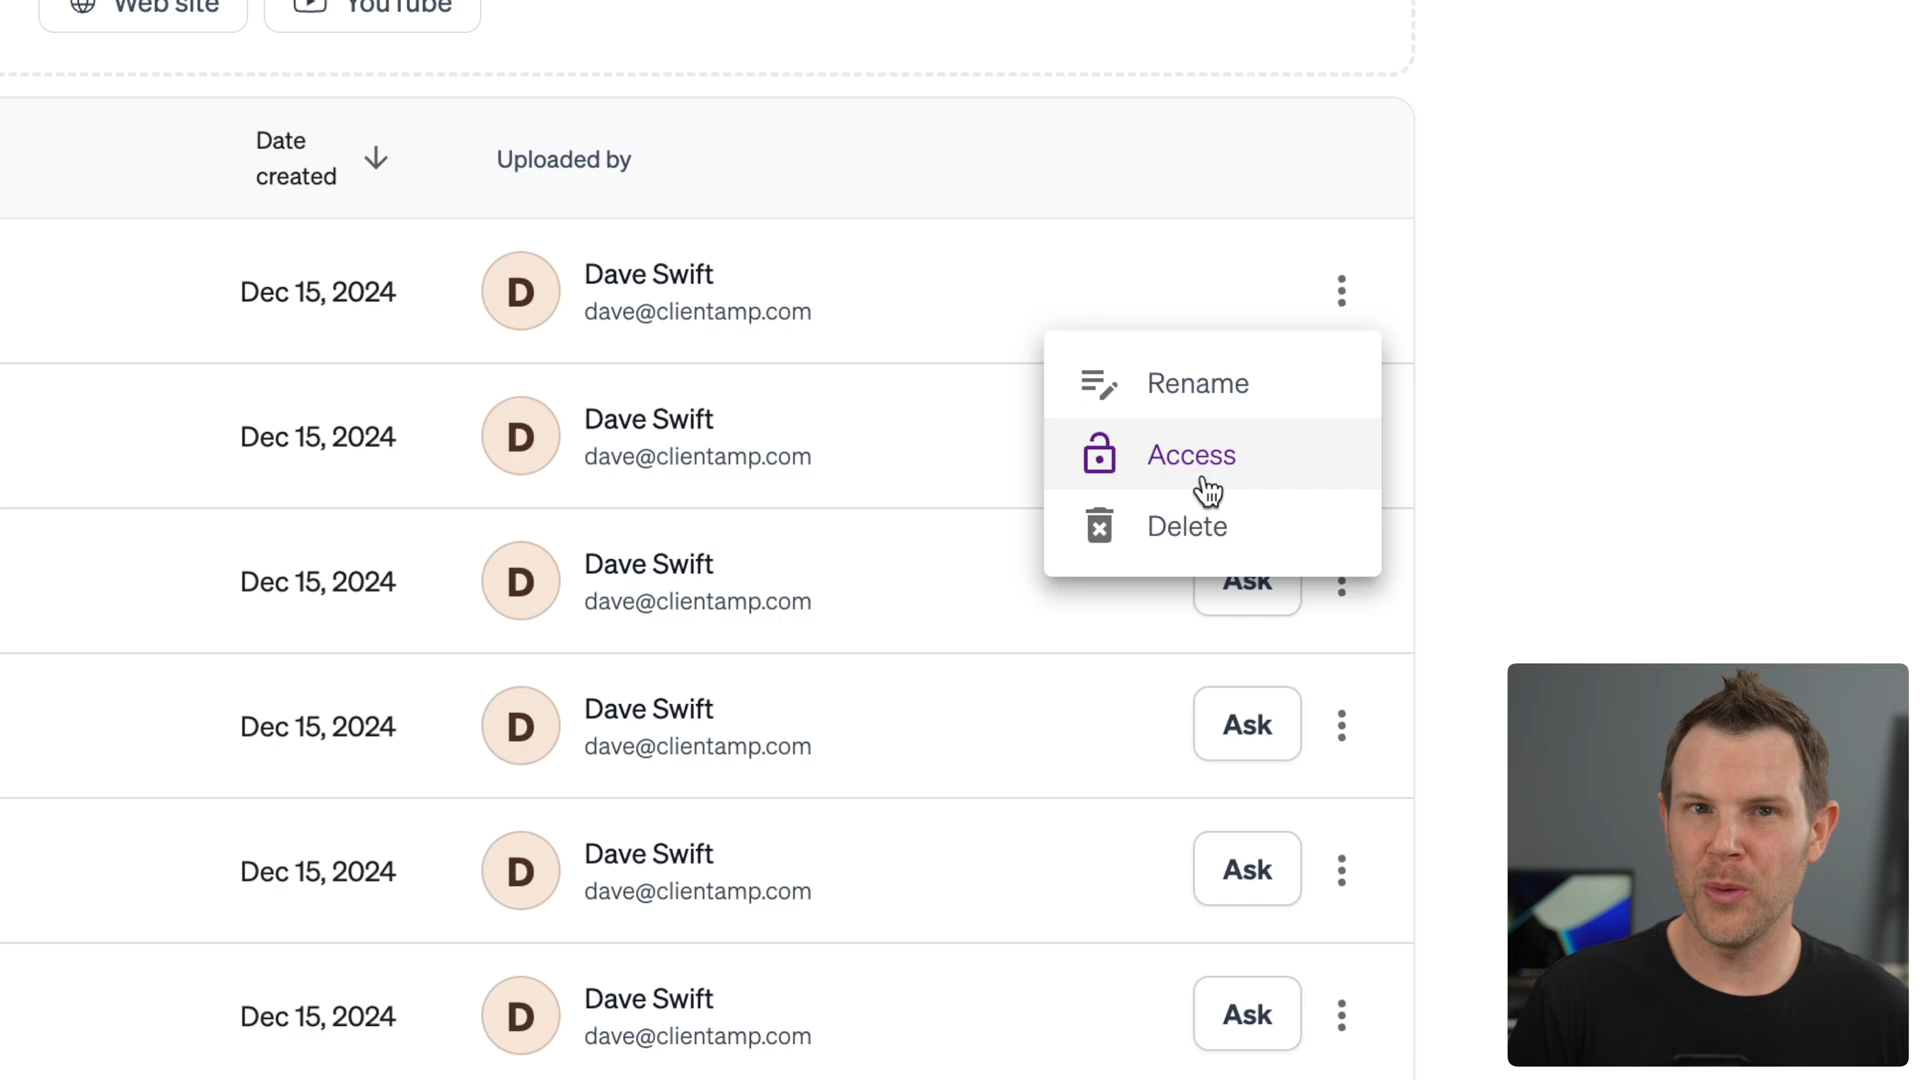 Web site
YouTube
Date
created
Uploaded by
Dec 15, 2024
D
Dave Swift
dave@clientamp.com
Rename
Dec 15, 2024
D
Dave Swift
dave@clientamp.com
Access
Delete
Dec 15, 2024
D
Dave Swift
dave@clientamp.com
Ask
Dec 15, 2024
D
Dave Swift
dave@clientamp.com
Ask
Dec 15, 2024
D
Dave Swift
dave@clientamp.com
Ask
Dec 15, 2024
D
Dave Swift
dave@clientamp.com
Ask